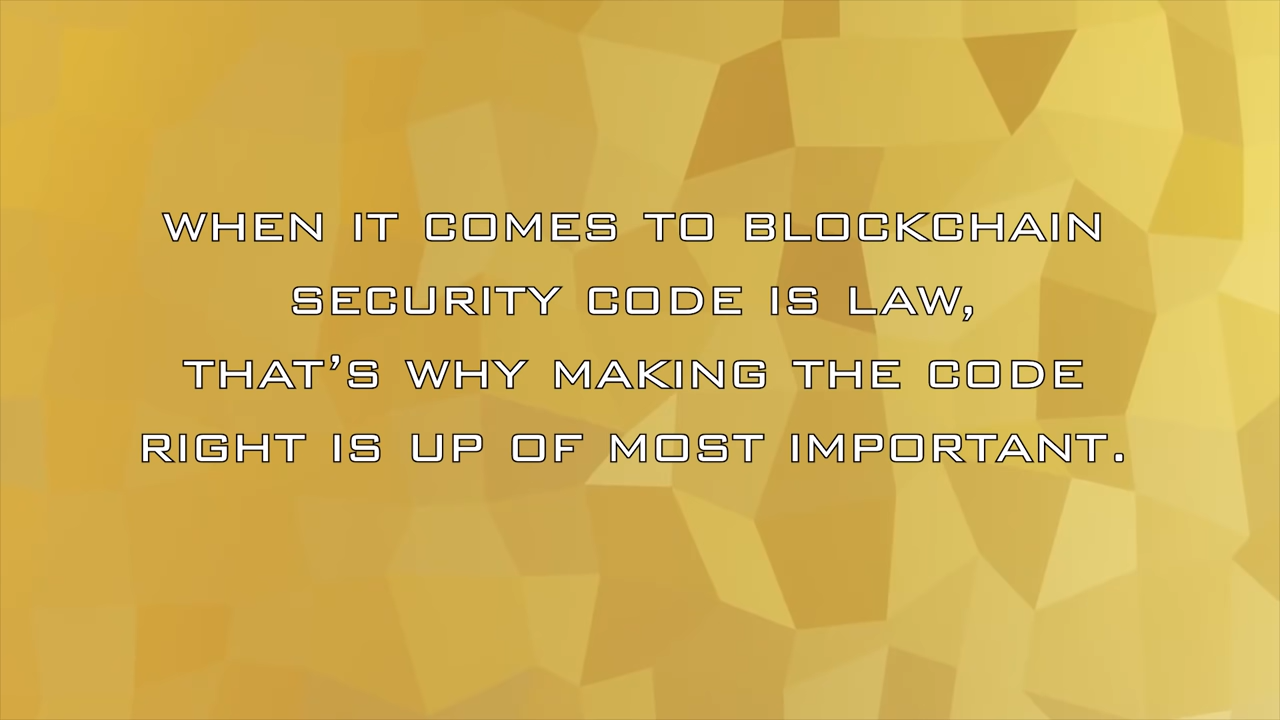 WHEN IT COMES TO BLOCKCHAIN
SECURITY CODE IS LAW,
THAT’S WHY MAKING THE CODE
RIGHT IS UP OF MOST IMPORTANT.